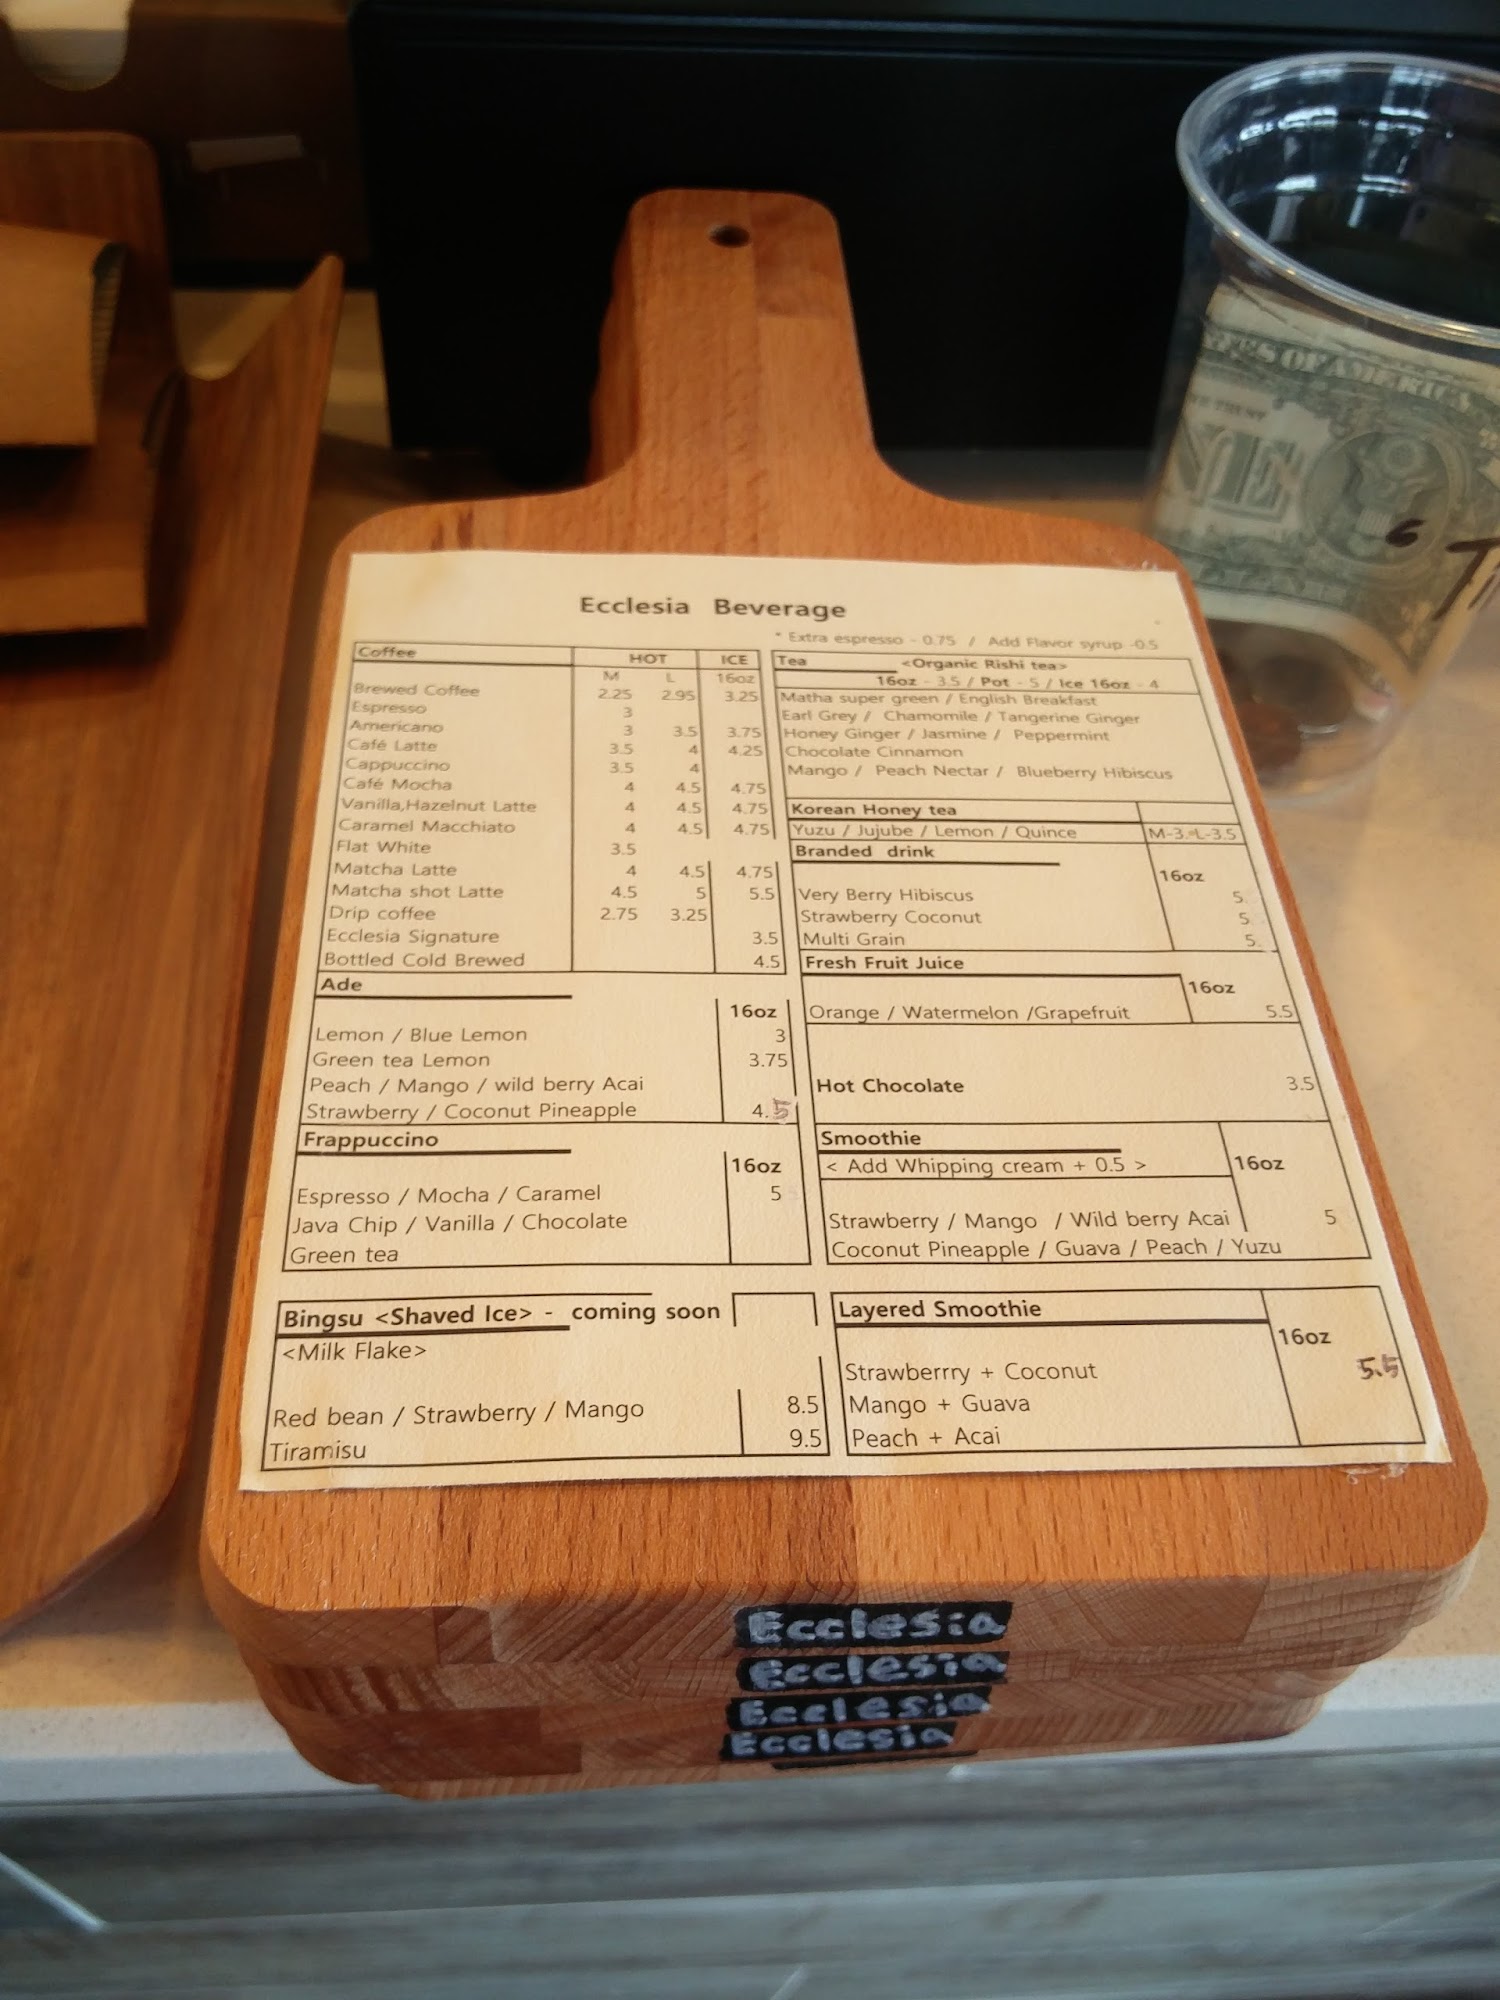 Ecclesia Beverage
* Extra espresso - 0.75 / Add Flavor syrup -0.5
Coffee HOT ICE
M L 16oz
Brewed Coffee 2.25 2.95 3.25
Espresso 3
Americano 3 3.5 3.75
Café Latte 3.5 4 4.25
Cappuccino 3.5 4
Café Mocha 4 4.5 4.75
Vanilla,Hazelnut Latte 4 4.5 4.75
Caramel Macchiato 4 4.5 4.75
Flat White 3.5
Matcha Latte 4 4.5 4.75
Matcha shot Latte 4.5 5 5.5
Drip coffee 2.75 3.25
Ecclesia Signature 3.5
Bottled Cold Brewed 4.5
Ade
16oz
Lemon / Blue Lemon 3
Green tea Lemon 3.75
Peach / Mango / wild berry Acai
Strawberry / Coconut Pineapple 4.5
Frappuccino
16oz
Espresso / Mocha / Caramel 5
Java Chip / Vanilla / Chocolate
Green tea
Bingsu <Shaved Ice> - coming soon
<Milk Flake>
Red bean / Strawberry / Mango 8.5
Tiramisu 9.5
Tea <Organic Rishi tea>
16oz - 3.5 / Pot - 5 / Ice 16oz - 4
Matha super green / English Breakfast
Earl Grey / Chamomile / Tangerine Ginger
Honey Ginger / Jasmine / Peppermint
Chocolate Cinnamon
Mango / Peach Nectar / Blueberry Hibiscus
Korean Honey tea
Yuzu / Jujube / Lemon / Quince M-3 L-3.5
Branded drink
16oz
Very Berry Hibiscus 5.
Strawberry Coconut 5.
Multi Grain 5.
Fresh Fruit Juice
16oz
Orange / Watermelon /Grapefruit 5.5
Hot Chocolate 3.5
Smoothie
< Add Whipping cream + 0.5 > 16oz
Strawberry / Mango / Wild berry Acai 5
Coconut Pineapple / Guava / Peach / Yuzu
Layered Smoothie
16oz
Strawberrry + Coconut 5.5
Mango + Guava
Peach + Acai
Ecclesia
Ecclesia
Ecclesia
Ecclesia
OF AMERICA